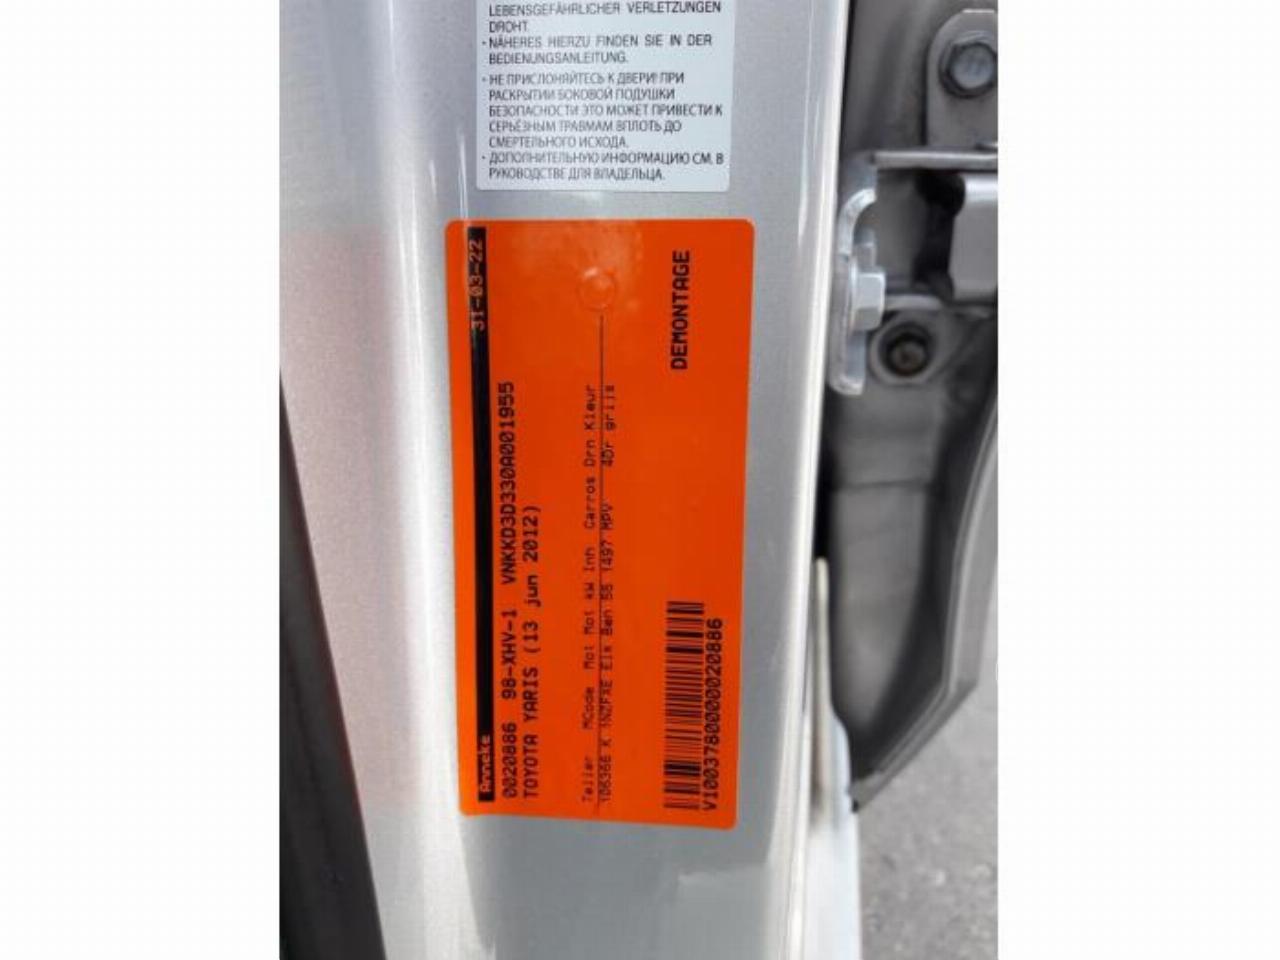 LEBENSGEFÄHRLICHER VERLETZUNGEN
DROHT.
• NÄHERES HIERZU FINDEN SIE IN DER
BEDIENUNGSANLEITUNG.
• НЕ ПРИСЛОНЯЙТЕСЬ К ДВЕРИ! ПРИ
РАСКРЫТИИ БОКОВОЙ ПОДУШКИ
БЕЗОПАСНОСТИ ЭТО МОЖЕТ ПРИВЕСТИ К
СЕРЬЁЗНЫМ ТРАВМАМ ВПЛОТЬ ДО
СМЕРТЕЛЬНОГО ИСХОДА.
• ДОПОЛНИТЕЛЬНУЮ ИНФОРМАЦИЮ СМ. В
РУКОВОДСТВЕ ДЛЯ ВЛАДЕЛЬЦА.
Anneke 31-03-22
0020886 98-XHV-1 VNKKD3D330A001955
TOYOTA YARIS (13 jun 2012)
Teller MCode Mot Mot kW Inh Carros Drn Kleur
106366 K 1NZFXE Elk Ben 55 1497 MPV 4Dr grijs
DEMONTAGE
V10037800000020886